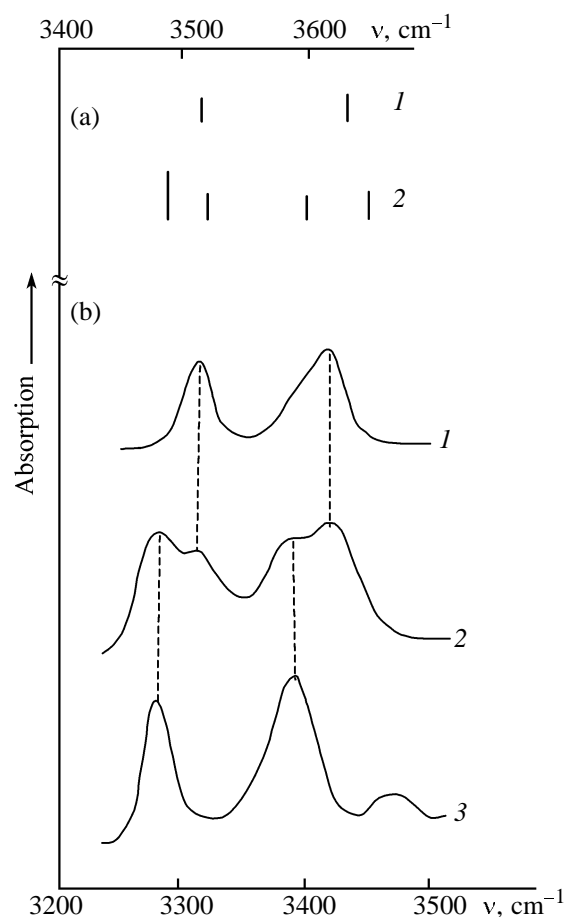 3400 3500 3600 ν, cm⁻¹
(a) 1
2
≈
(b)
Absorption
1
2
3
3200 3300 3400 3500 ν, cm⁻¹